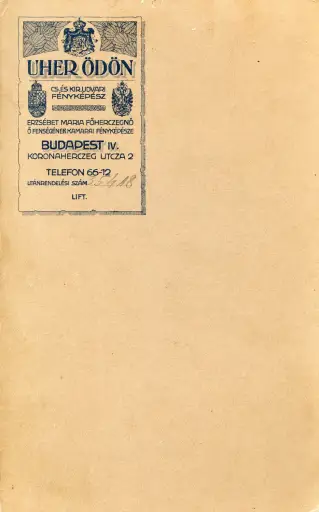 UHER ÖDÖN
CS. ÉS KIR. UDVARI
FÉNYKÉPÉSZ
ERZSÉBET MARIA FŐHERCZEGNŐ
Ő FENSÉGÉNEK KAMARAI FÉNYKÉPÉSZE
BUDAPEST IV.
KORONAHERCZEG UTCZA 2
TELEFON 66-12
UTÁNRENDELÉSI SZÁM
LIFT.